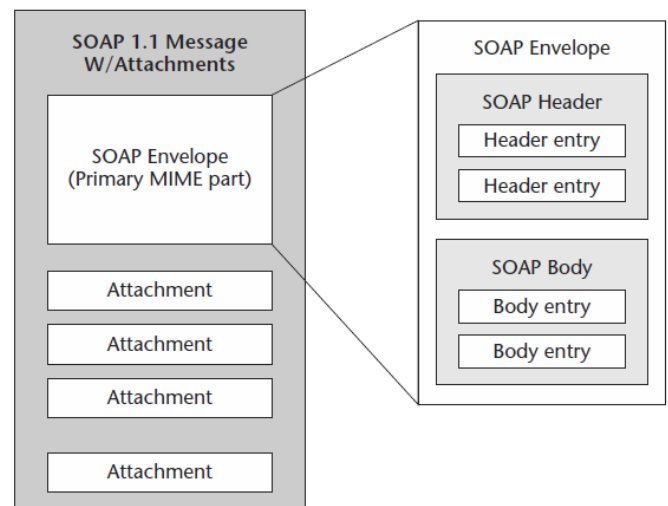 SOAP 1.1 Message
W/Attachments
SOAP Envelope
(Primary MIME part)
Attachment
Attachment
Attachment
Attachment
SOAP Envelope
SOAP Header
Header entry
Header entry
SOAP Body
Body entry
Body entry